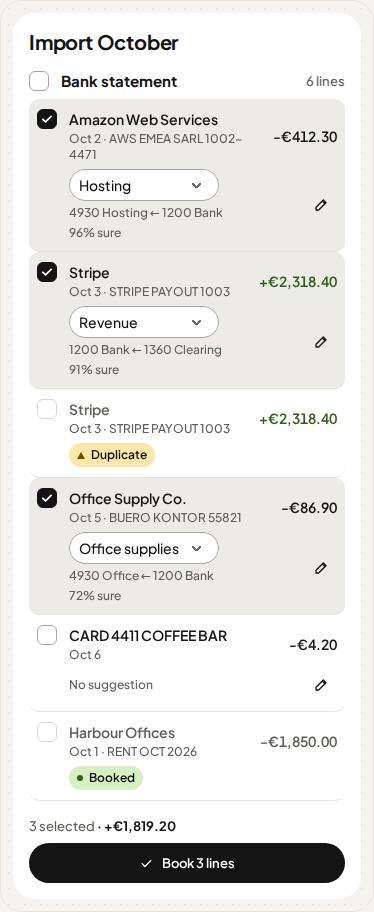 Import October
Bank statement 6 lines
Amazon Web Services
Oct 2 · AWS EMEA SARL 1002–
4471
-€412.30
Hosting
4930 Hosting ← 1200 Bank
96% sure
Stripe
Oct 3 · STRIPE PAYOUT 1003
+€2,318.40
Revenue
1200 Bank ← 1360 Clearing
91% sure
Stripe
Oct 3 · STRIPE PAYOUT 1003
+€2,318.40
Duplicate
Office Supply Co.
Oct 5 · BUERO KONTOR 55821
-€86.90
Office supplies
4930 Office ← 1200 Bank
72% sure
CARD 4411 COFFEE BAR
Oct 6
-€4.20
No suggestion
Harbour Offices
Oct 1 · RENT OCT 2026
-€1,850.00
Booked
3 selected · +€1,819.20
Book 3 lines